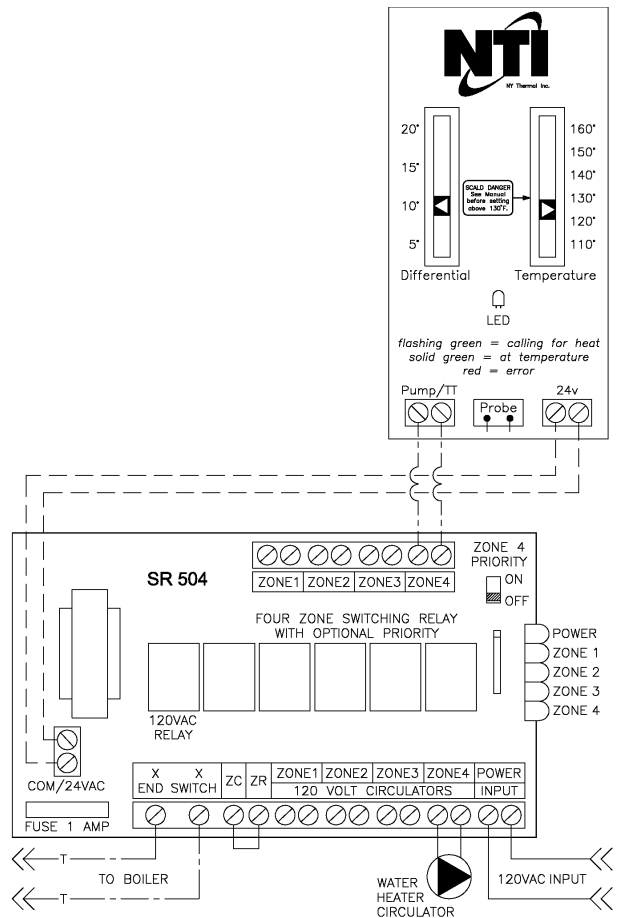 NTI
NY Thermal Inc.
20°
15°
10°
5°
SCALD DANGER
See Manual
before setting
above 130°F.
160°
150°
140°
130°
120°
110°
Differential
Temperature
LED
flashing green = calling for heat
solid green = at temperature
red = error
Pump/TT
Probe
24v
SR 504
ZONE1 ZONE2 ZONE3 ZONE4
ZONE 4
PRIORITY
ON
OFF
FOUR ZONE SWITCHING RELAY
WITH OPTIONAL PRIORITY
POWER
ZONE 1
ZONE 2
ZONE 3
ZONE 4
120VAC
RELAY
COM/24VAC
FUSE 1 AMP
X X
END SWITCH
ZC
ZR
ZONE1 ZONE2 ZONE3 ZONE4
120 VOLT CIRCULATORS
POWER
INPUT
T
TO BOILER
T
WATER
HEATER
CIRCULATOR
120VAC INPUT